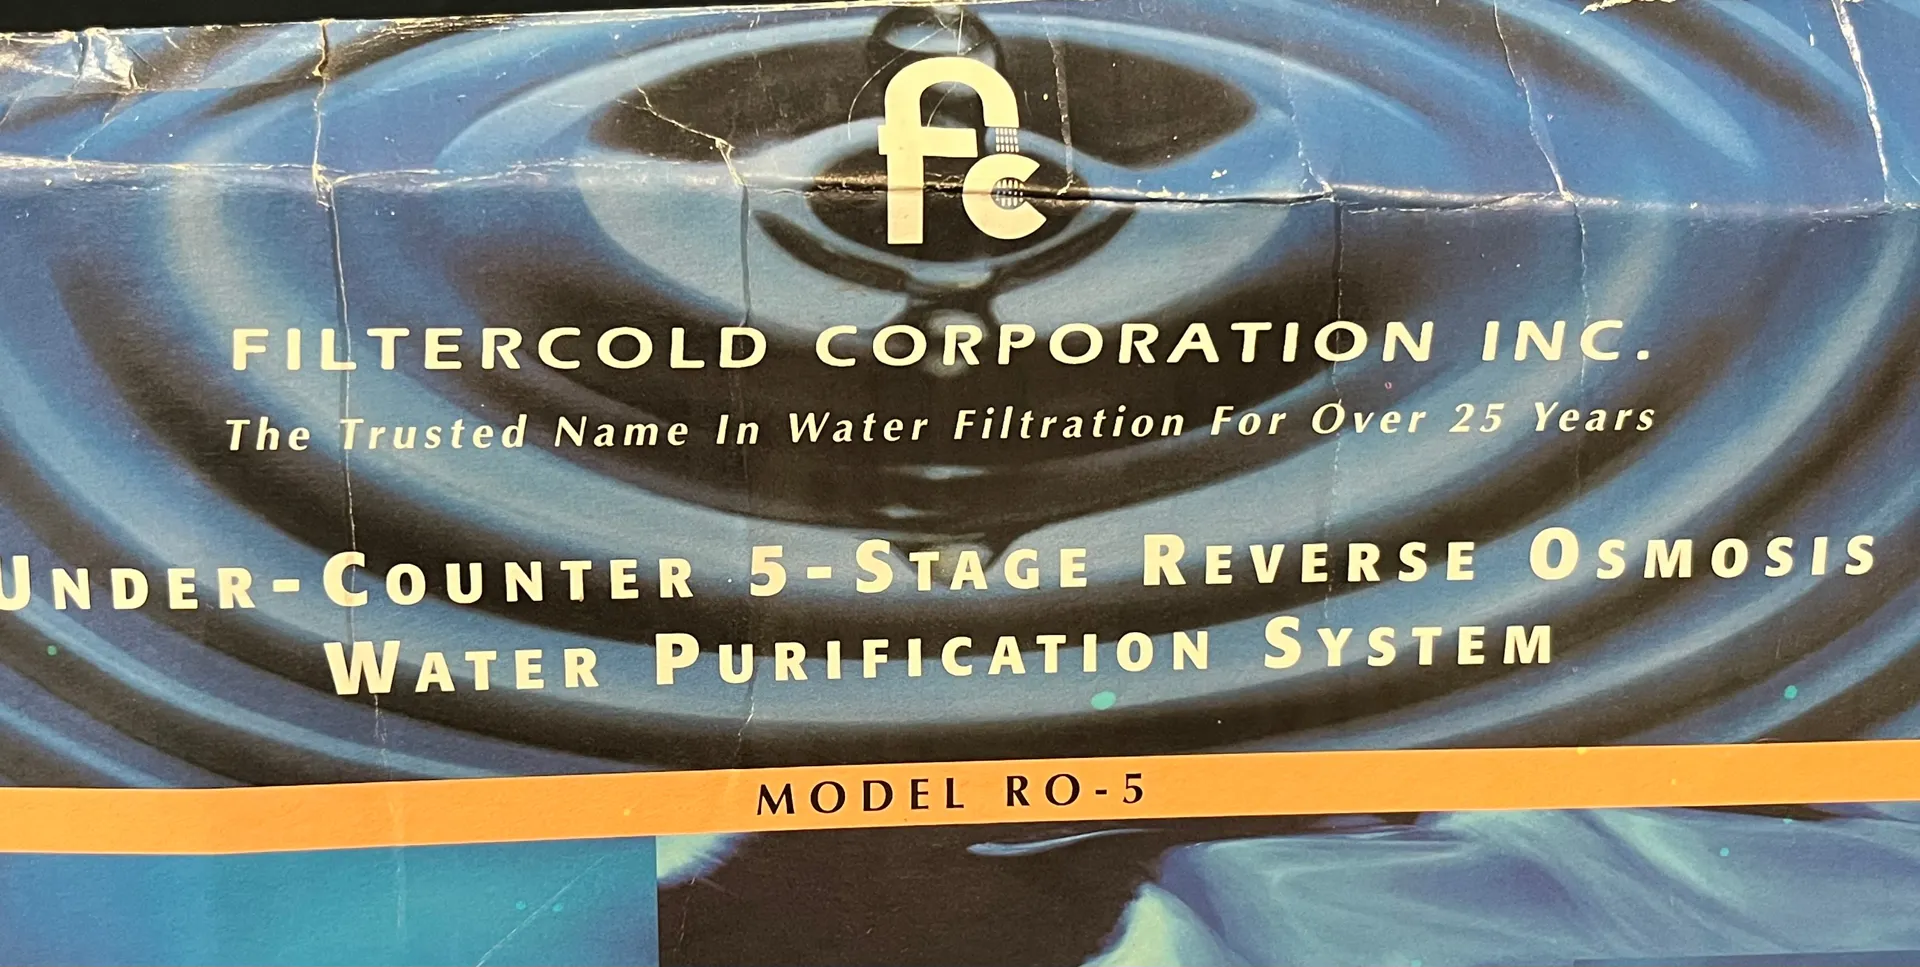 fc
FILTERCOLD CORPORATION INC.
The Trusted Name In Water Filtration For Over 25 Years
UNDER-COUNTER 5-STAGE REVERSE OSMOSIS
WATER PURIFICATION SYSTEM
MODEL RO-5